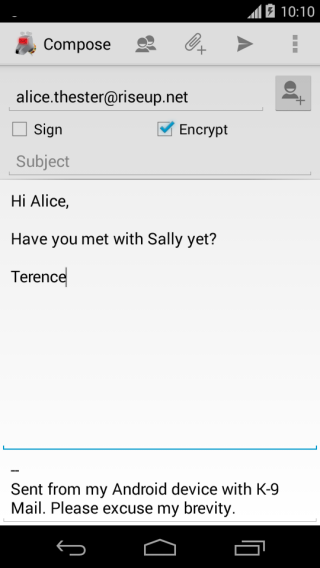 10:10
Compose
alice.thester@riseup.net
Sign
Encrypt
Subject
Hi Alice,
Have you met with Sally yet?
Terence
--
Sent from my Android device with K-9
Mail. Please excuse my brevity.